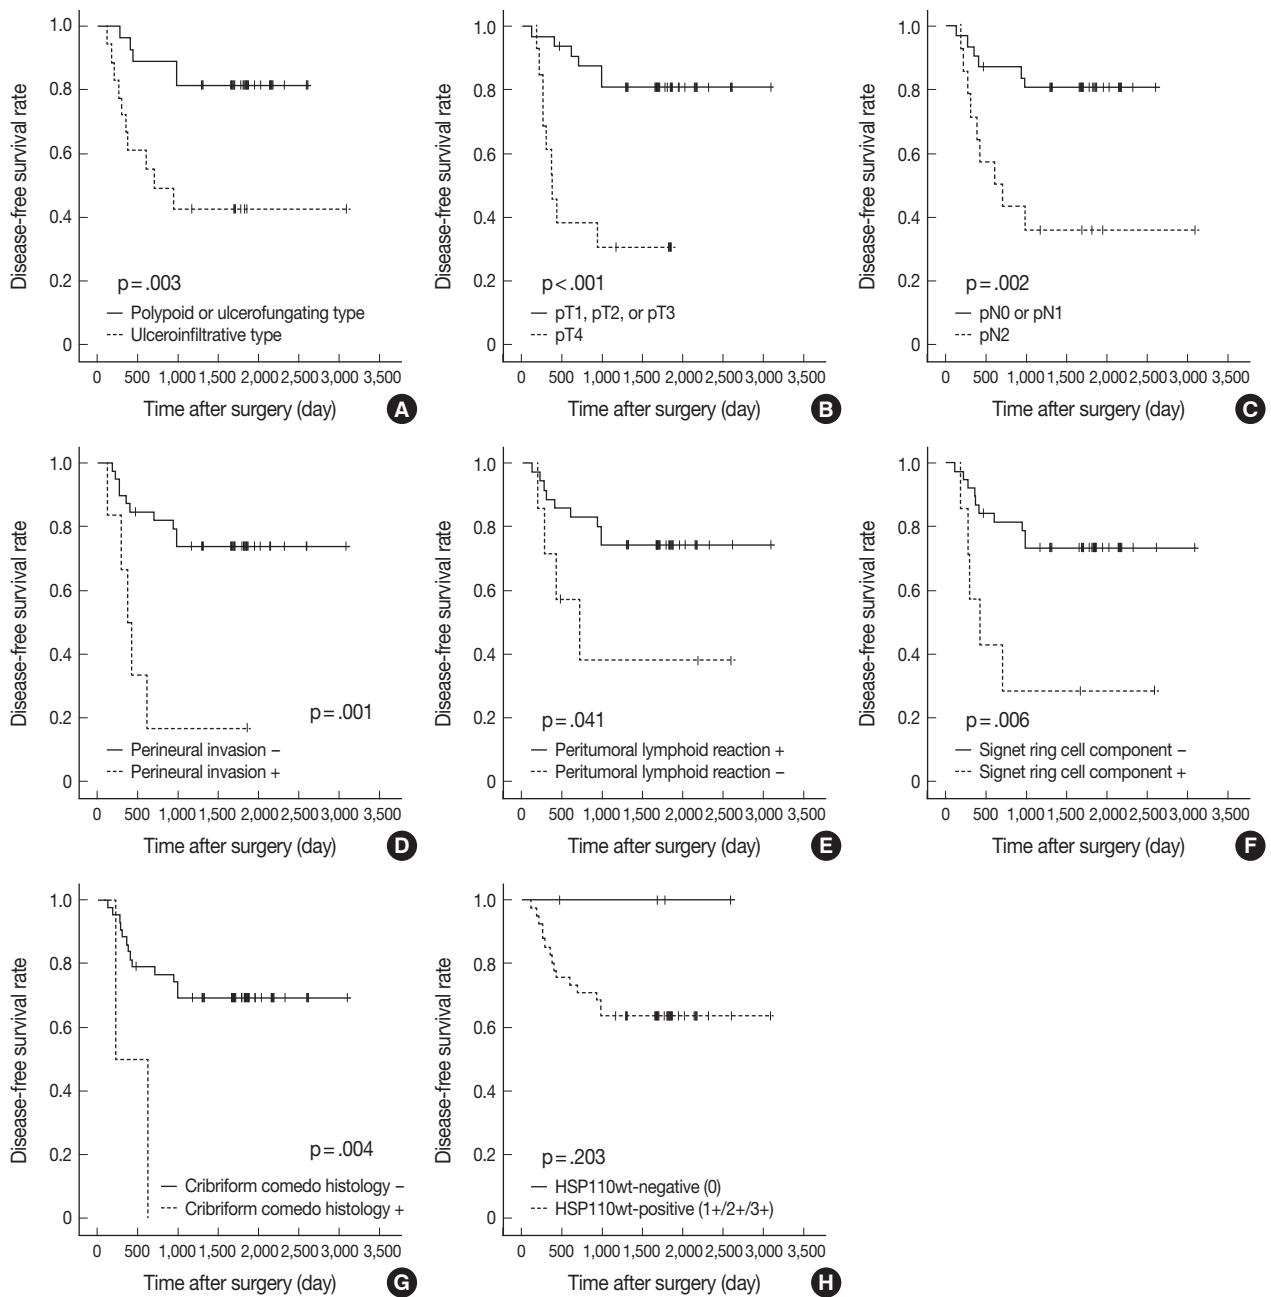 1.0
0.8
0.6
0.4
0.2
0
Disease-free survival rate
p=.003
Polypoid or ulcerofungating type
Ulceroinfiltrative type
0 500 1,000 1,500 2,000 2,500 3,000 3,500
Time after surgery (day)
A
1.0
0.8
0.6
0.4
0.2
0
Disease-free survival rate
p<.001
pT1, pT2, or pT3
pT4
0 500 1,000 1,500 2,000 2,500 3,000 3,500
Time after surgery (day)
B
1.0
0.8
0.6
0.4
0.2
0
Disease-free survival rate
p=.002
pN0 or pN1
pN2
0 500 1,000 1,500 2,000 2,500 3,000 3,500
Time after surgery (day)
C
1.0
0.8
0.6
0.4
0.2
0
Disease-free survival rate
p=.001
Perineural invasion −
Perineural invasion +
0 500 1,000 1,500 2,000 2,500 3,000 3,500
Time after surgery (day)
D
1.0
0.8
0.6
0.4
0.2
0
Disease-free survival rate
p=.041
Peritumoral lymphoid reaction +
Peritumoral lymphoid reaction −
0 500 1,000 1,500 2,000 2,500 3,000 3,500
Time after surgery (day)
E
1.0
0.8
0.6
0.4
0.2
0
Disease-free survival rate
p=.006
Signet ring cell component −
Signet ring cell component +
0 500 1,000 1,500 2,000 2,500 3,000 3,500
Time after surgery (day)
F
1.0
0.8
0.6
0.4
0.2
0
Disease-free survival rate
p=.004
Cribriform comedo histology −
Cribriform comedo histology +
0 500 1,000 1,500 2,000 2,500 3,000 3,500
Time after surgery (day)
G
1.0
0.8
0.6
0.4
0.2
0
Disease-free survival rate
p=.203
HSP110wt-negative (0)
HSP110wt-positive (1+/2+/3+)
0 500 1,000 1,500 2,000 2,500 3,000 3,500
Time after surgery (day)
H